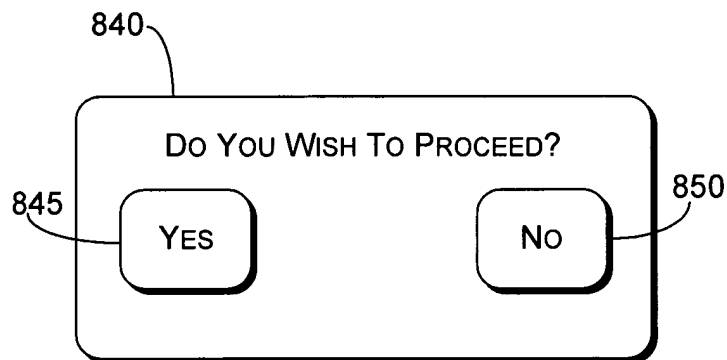 840
DO YOU WISH TO PROCEED?
845
YES
NO
850